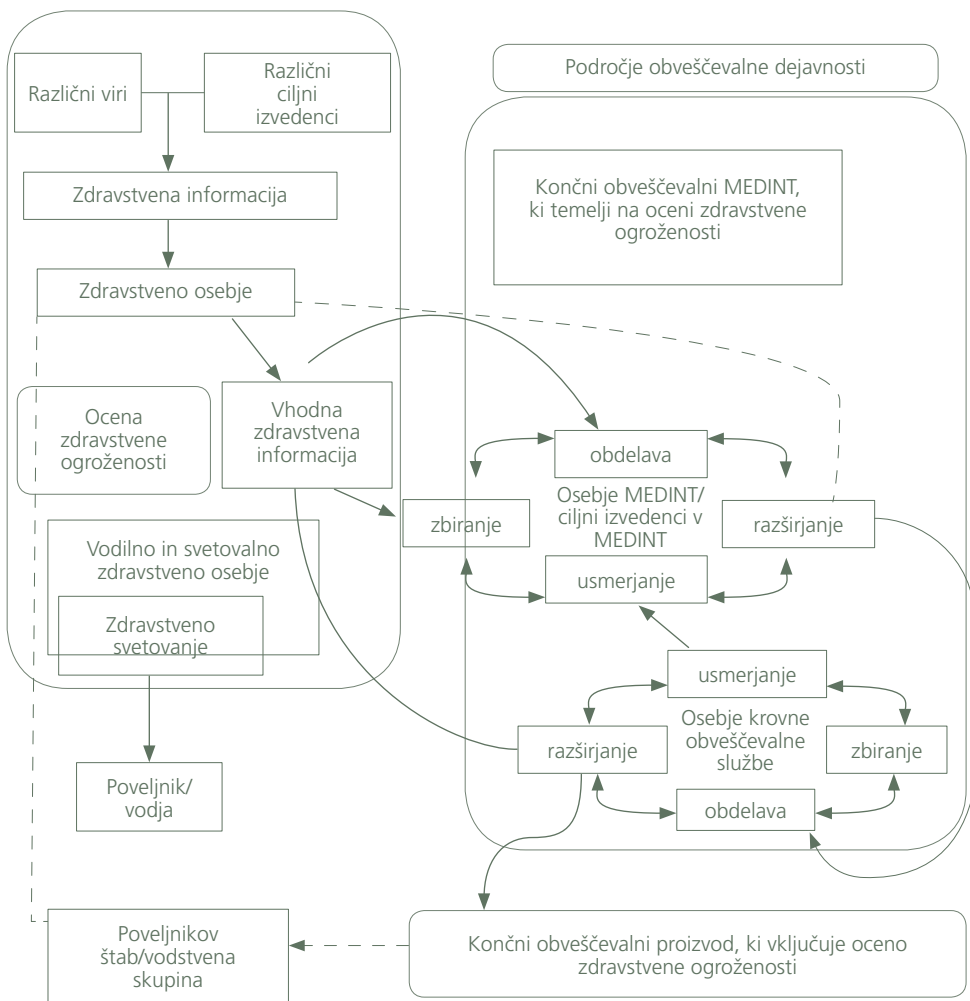 Različni viri
Različni
ciljni
izvedenci
Zdravstvena informacija
Zdravstveno osebje
Ocena
zdravstvene
ogroženosti
Vhodna
zdravstvena
informacija
Vodilno in svetovalno
zdravstveno osebje
Zdravstveno
svetovanje
Poveljnik/
vodja
Poveljnikov
štab/vodstvena
skupina
Področje obveščevalne dejavnosti
Končni obveščevalni MEDINT,
ki temelji na oceni zdravstvene
ogroženosti
obdelava
zbiranje
Osebje MEDINT/
ciljni izvedenci v
MEDINT
razširjanje
usmerjanje
usmerjanje
razširjanje
Osebje krovne
obveščevalne
službe
zbiranje
obdelava
Končni obveščevalni proizvod, ki vključuje oceno
zdravstvene ogroženosti